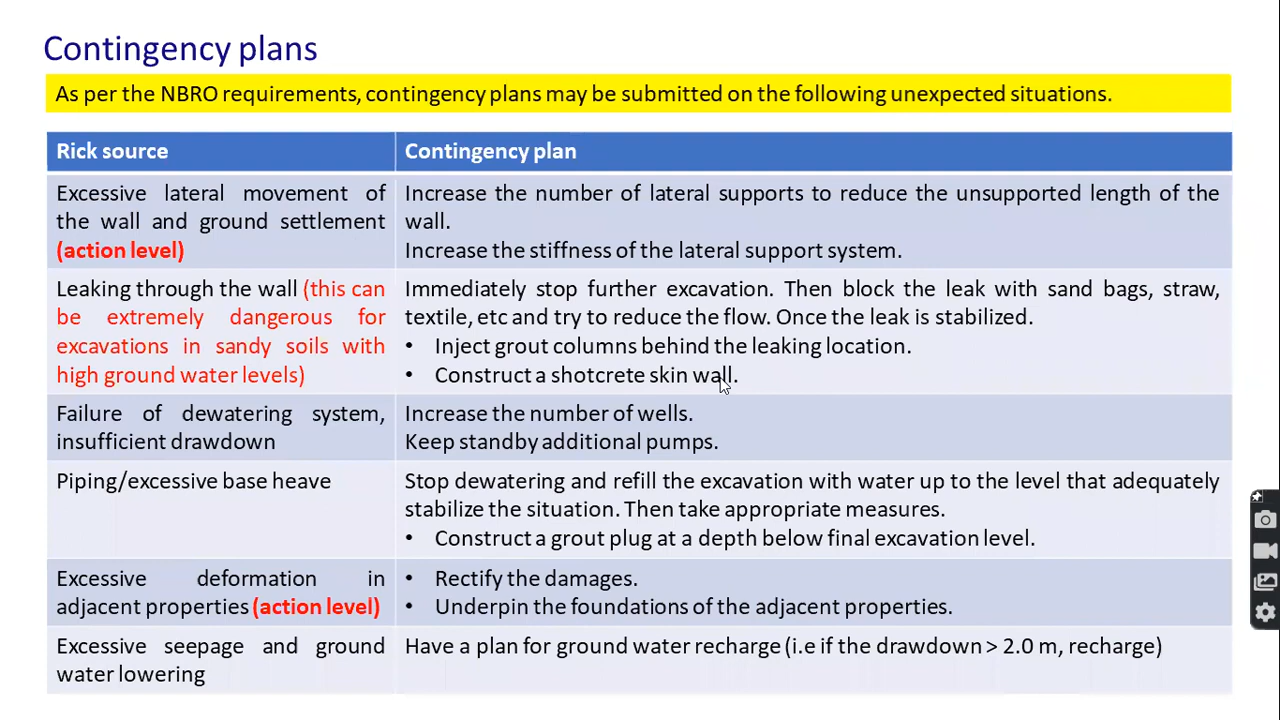 Contingency plans
As per the NBRO requirements, contingency plans may be submitted on the following unexpected situations.
Rick source
Contingency plan
Excessive lateral movement of
the wall and ground settlement
(action level)
Increase the number of lateral supports to reduce the unsupported length of the
wall.
Increase the stiffness of the lateral support system.
Leaking through the wall (this can
be extremely dangerous for
excavations in sandy soils with
high ground water levels)
Immediately stop further excavation. Then block the leak with sand bags, straw,
textile, etc and try to reduce the flow. Once the leak is stabilized.
• Inject grout columns behind the leaking location.
• Construct a shotcrete skin wall.
Failure of dewatering system,
insufficient drawdown
Increase the number of wells.
Keep standby additional pumps.
Piping/excessive base heave
Stop dewatering and refill the excavation with water up to the level that adequately
stabilize the situation. Then take appropriate measures.
• Construct a grout plug at a depth below final excavation level.
Excessive deformation in
adjacent properties (action level)
• Rectify the damages.
• Underpin the foundations of the adjacent properties.
Excessive seepage and ground
water lowering
Have a plan for ground water recharge (i.e if the drawdown > 2.0 m, recharge)